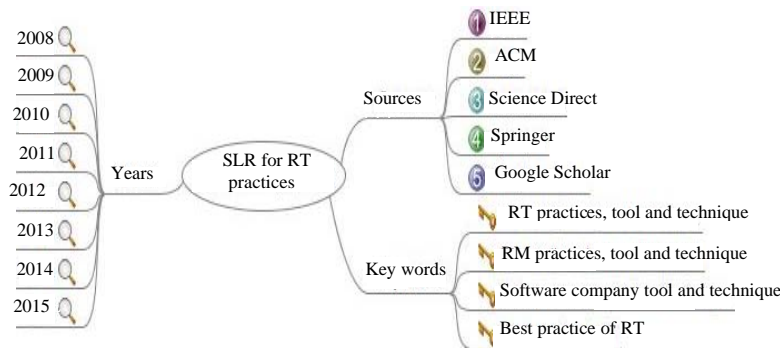 2008
2009
2010
2011
2012
2013
2014
2015
Years
SLR for RT
practices
Sources
1 IEEE
2 ACM
3 Science Direct
4 Springer
5 Google Scholar
Key words
RT practices, tool and technique
RM practices, tool and technique
Software company tool and technique
Best practice of RT